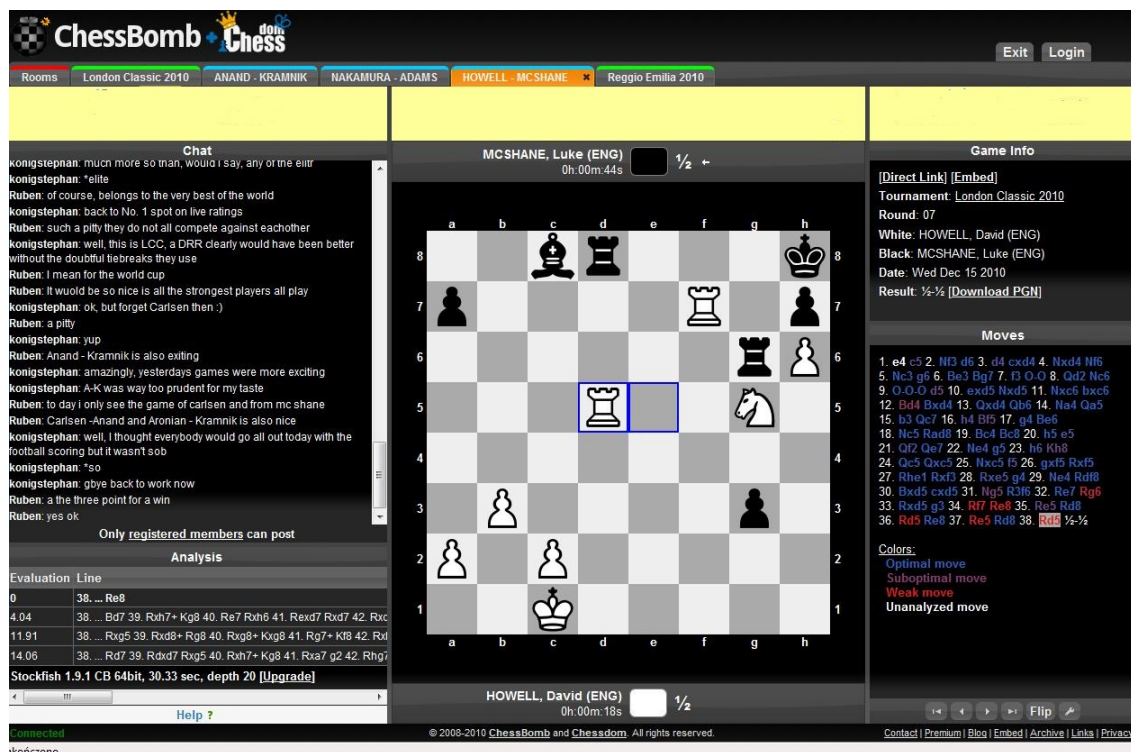 ChessBomb + Chessdom
Exit Login
Rooms London Classic 2010 ANAND - KRAMNIK NAKAMURA - ADAMS HOWELL - MCSHANE × Reggio Emilia 2010
Chat
konigstephan: much more so than, would I say, any of the elitr
konigstephan: *elite
Ruben: of course, belongs to the very best of the world
konigstephan: back to No. 1 spot on live ratings
Ruben: such a pitty they do not all compete against eachother
konigstephan: well, this is LCC, a DRR clearly would have been better
without the doubtful tiebreaks they use
Ruben: I mean for the world cup
Ruben: It wuold be so nice is all the strongest players all play
konigstephan: ok, but forget Carlsen then :)
Ruben: a pitty
konigstephan: yup
Ruben: Anand - Kramnik is also exiting
konigstephan: amazingly, yesterdays games were more exciting
konigstephan: A-K was way too prudent for my taste
Ruben: to day i only see the game of carlsen and from mc shane
Ruben: Carlsen -Anand and Aronian - Kramnik is also nice
konigstephan: well, I thought everybody would go all out today with the
football scoring but it wasn't sob
konigstephan: *so
konigstephan: gbye back to work now
Ruben: a the three point for a win
Ruben: yes ok
Only registered members can post
Analysis
Evaluation Line
0 38. ... Re8
4.04 38. ... Bd7 39. Rxh7+ Kg8 40. Re7 Rxh6 41. Rexd7 Rxd7 42. Rxc
11.91 38. ... Rxg5 39. Rxd8+ Rg8 40. Rxg8+ Kxg8 41. Rg7+ Kf8 42. Rxl
14.06 38. ... Rd7 39. Rdxd7 Rxg5 40. Rxh7+ Kg8 41. Rxa7 g2 42. Rhg7
Stockfish 1.9.1 CB 64bit, 30.33 sec, depth 20 [Upgrade]
Help ?
Connected
MCSHANE, Luke (ENG) ½ ←
0h:00m:44s
a b c d e f g h
8 8
7 7
6 6
5 5
4 4
3 3
2 2
1 1
a b c d e f g h
HOWELL, David (ENG) ½
0h:00m:18s
© 2008-2010 ChessBomb and Chessdom. All rights reserved.
Game Info
[Direct Link] [Embed]
Tournament: London Classic 2010
Round: 07
White: HOWELL, David (ENG)
Black: MCSHANE, Luke (ENG)
Date: Wed Dec 15 2010
Result: ½-½ [Download PGN]
Moves
1. e4 c5 2. Nf3 d6 3. d4 cxd4 4. Nxd4 Nf6
5. Nc3 g6 6. Be3 Bg7 7. f3 O-O 8. Qd2 Nc6
9. O-O-O d5 10. exd5 Nxd5 11. Nxc6 bxc6
12. Bd4 Bxd4 13. Qxd4 Qb6 14. Na4 Qa5
15. b3 Qc7 16. h4 Bf5 17. g4 Be6
18. Nc5 Rad8 19. Bc4 Bc8 20. h5 e5
21. Qf2 Qe7 22. Ne4 g5 23. h6 Kh8
24. Qc5 Qxc5 25. Nxc5 f5 26. gxf5 Rxf5
27. Rhe1 Rxf3 28. Rxe5 g4 29. Ne4 Rdf8
30. Bxd5 cxd5 31. Ng5 R3f6 32. Re7 Rg6
33. Rxd5 g3 34. Rf7 Re8 35. Re5 Rd8
36. Rd5 Re8 37. Re5 Rd8 38. Rd5 ½-½
Colors:
Optimal move
Suboptimal move
Weak move
Unanalyzed move
Flip
Contact | Premium | Blog | Embed | Archive | Links | Privacy